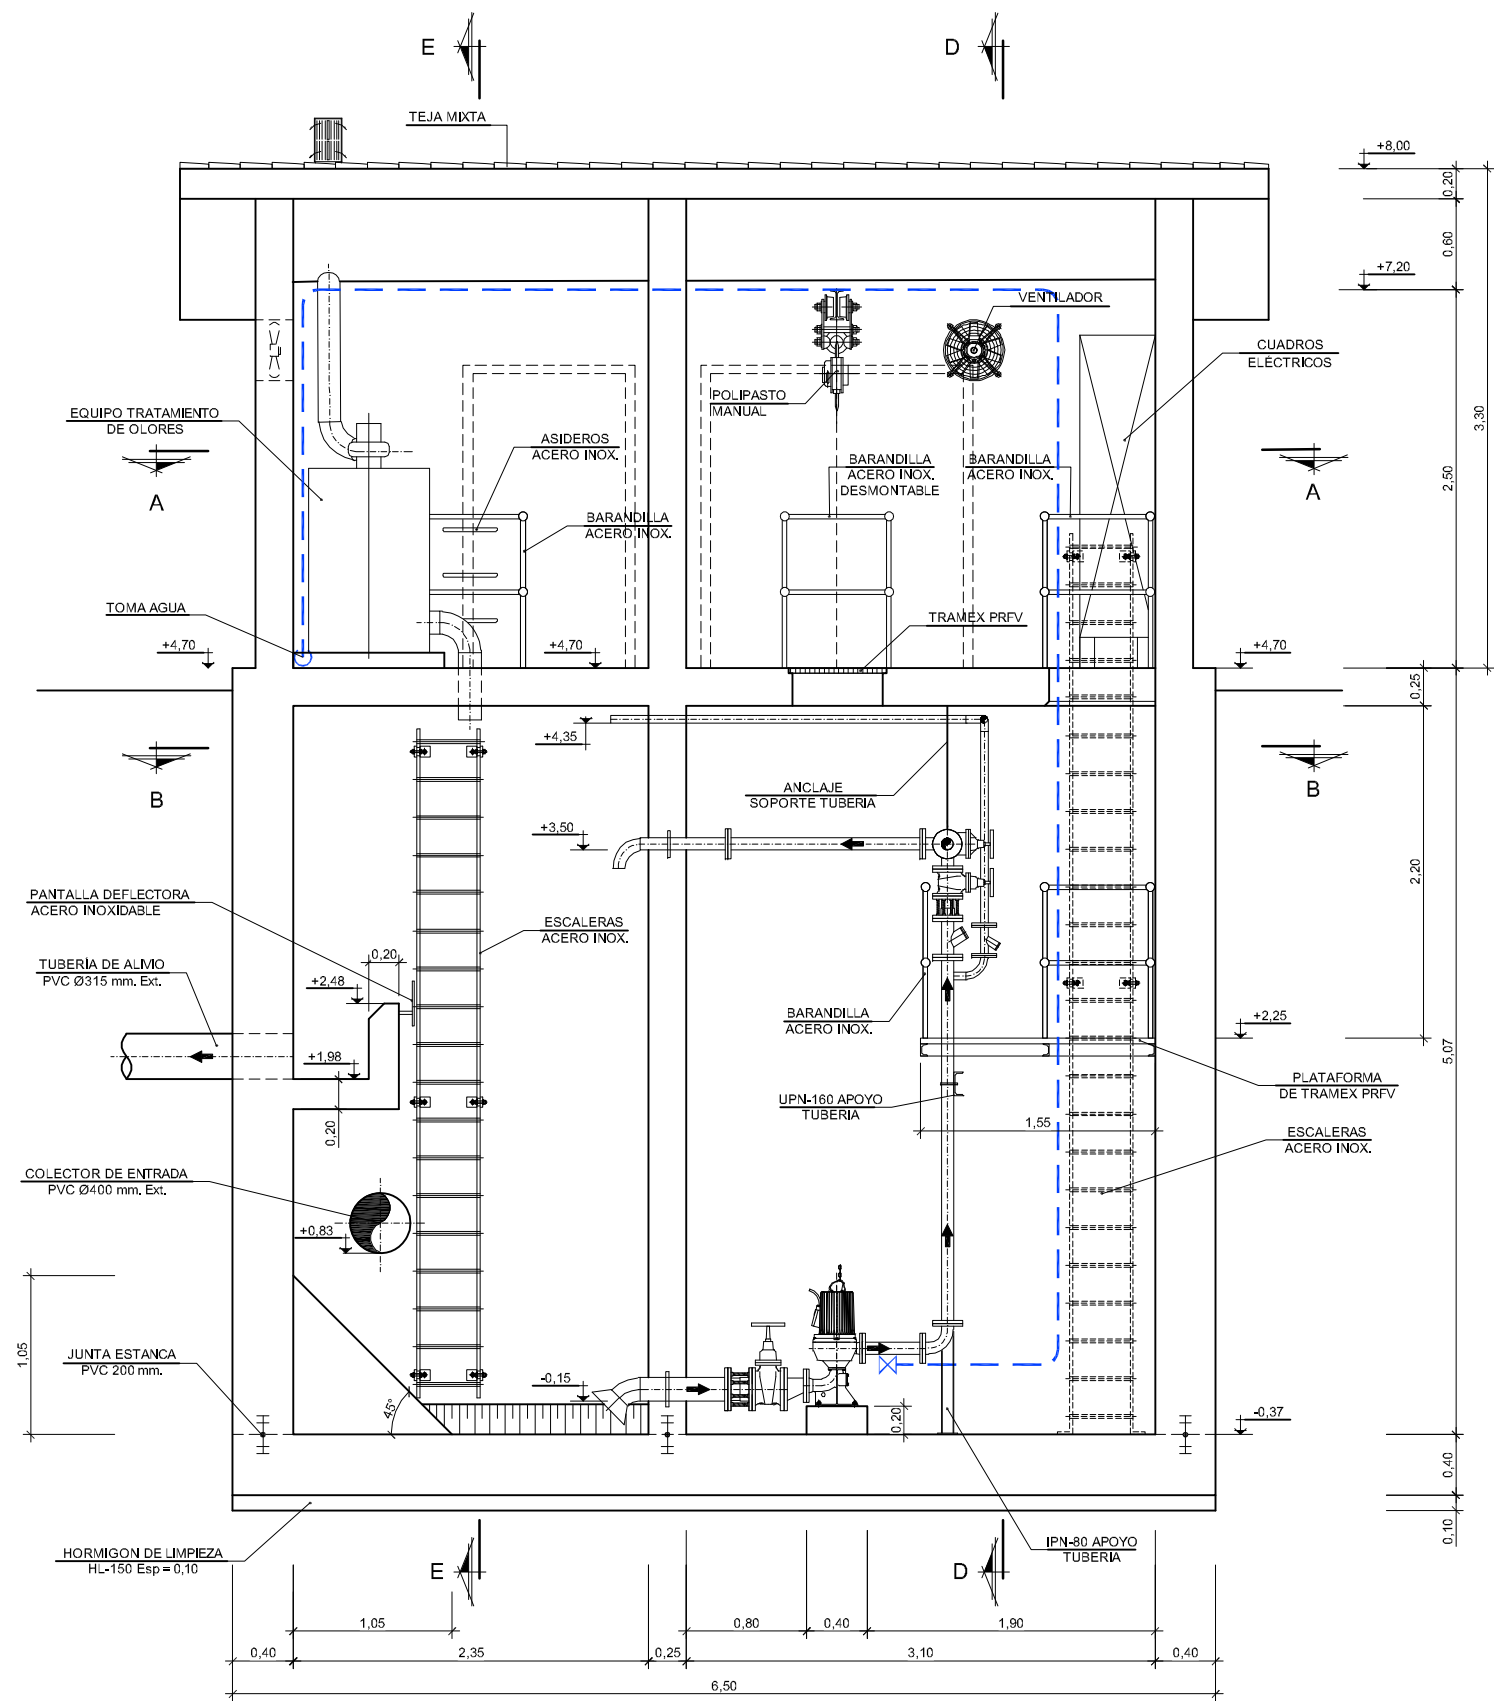 E
D
TEJA MIXTA
+8,00
0,20
0,60
+7,20
VENTILADOR
CUADROS
ELÉCTRICOS
3,30
POLIPASTO
MANUAL
EQUIPO TRATAMIENTO
DE OLORES
ASIDEROS
ACERO INOX.
BARANDILLA
ACERO INOX.
DESMONTABLE
BARANDILLA
ACERO INOX.
2,50
A
A
BARANDILLA
ACERO INOX.
TOMA AGUA
TRAMEX PRFV
+4,70
+4,70
+4,70
0,25
+4,35
B
B
ANCLAJE
SOPORTE TUBERIA
+3,50
2,20
PANTALLA DEFLECTORA
ACERO INOXIDABLE
ESCALERAS
ACERO INOX.
0,20
TUBERÍA DE ALIVIO
PVC Ø315 mm. Ext.
+2,48
BARANDILLA
ACERO INOX.
+2,25
+1,98
5,07
PLATAFORMA
DE TRAMEX PRFV
UPN-160 APOYO
TUBERIA
0,20
1,55
ESCALERAS
ACERO INOX.
COLECTOR DE ENTRADA
PVC Ø400 mm. Ext.
+0,83
1,05
JUNTA ESTANCA
PVC 200 mm.
45°
-0,15
0,20
-0,37
0,40
0,10
HORMIGON DE LIMPIEZA
HL-150 Esp = 0,10
IPN-80 APOYO
TUBERIA
E
D
1,05
0,80
0,40
1,90
0,40
2,35
0,25
3,10
0,40
6,50